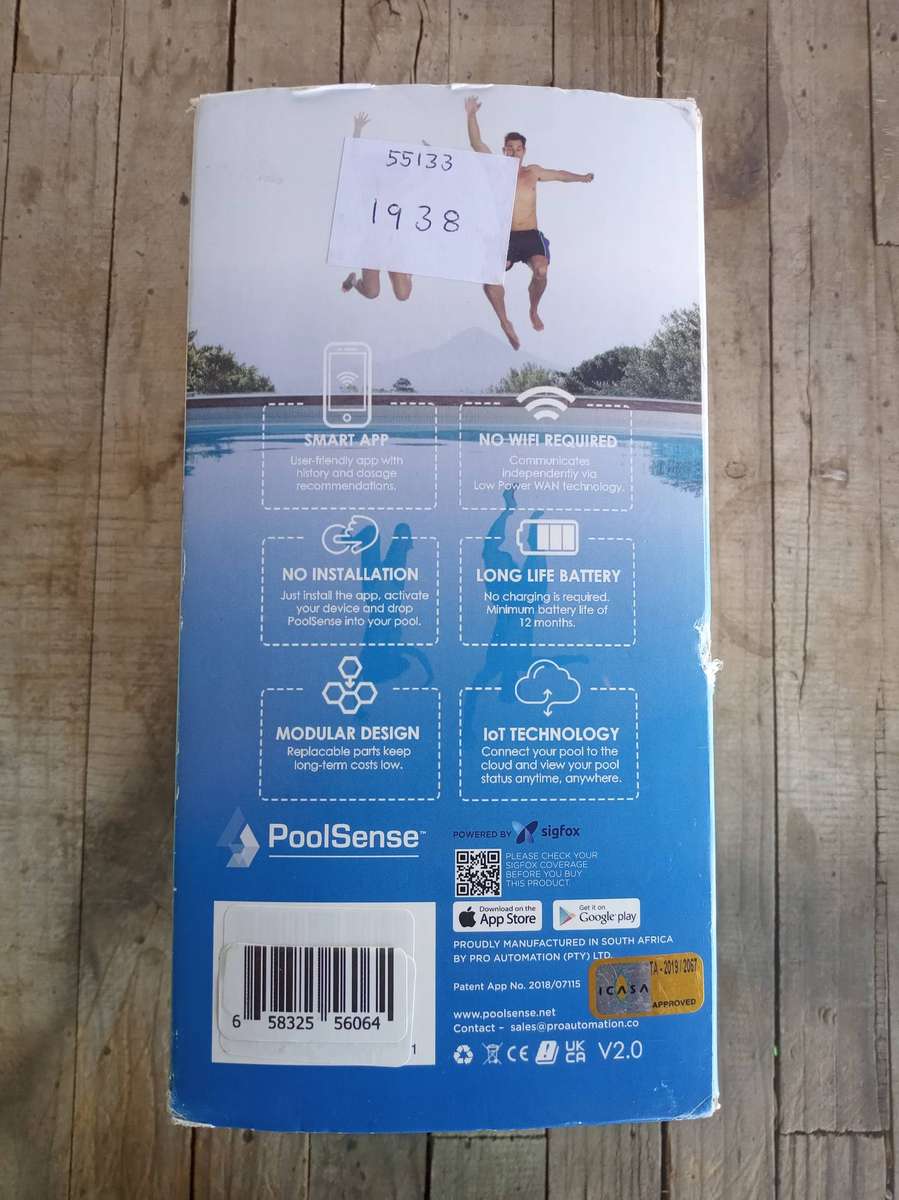 55133
1938
SMART APP
User-friendly app with
history and dosage
recommendations.
NO WIFI REQUIRED
Communicates
independently via
Low Power WAN technology.
NO INSTALLATION
Just install the app, activate
your device and drop
PoolSense into your pool.
LONG LIFE BATTERY
No charging is required.
Minimum battery life of
12 months.
MODULAR DESIGN
Replacable parts keep
long-term costs low.
IoT TECHNOLOGY
Connect your pool to the
cloud and view your pool
status anytime, anywhere.
PoolSense™
POWERED BY sigfox
PLEASE CHECK YOUR
SIGFOX COVERAGE
BEFORE YOU BUY
THIS PRODUCT.
Download on the
App Store
Get it on
Google play
PROUDLY MANUFACTURED IN SOUTH AFRICA
BY PRO AUTOMATION (PTY) LTD.
TA - 2019 / 2067
ICASA
APPROVED
Patent App No. 2018/07115
www.poolsense.net
Contact - sales@proautomation.co
CE UK CA V2.0
6 58325 56064
1